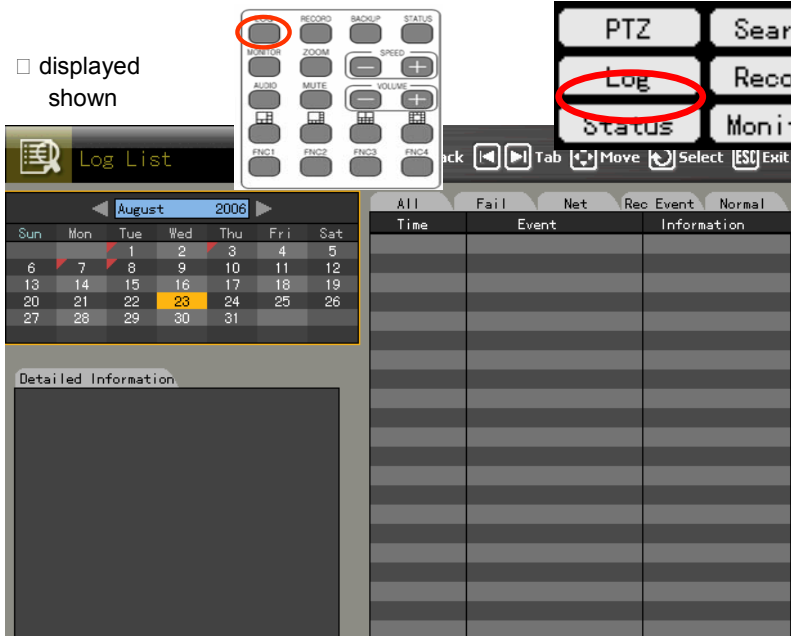 □ displayed
shown
RECORD BACKUP STATUS
MONITOR ZOOM SPEED
AUDIO MUTE VOLUME
FNC1 FNC2 FNC3 FNC4
PTZ Sear
Log Reco
Status Monit
Log List
ck Tab Move Select ESC Exit
August 2006
Sun Mon Tue Wed Thu Fri Sat
1 2 3 4 5
6 7 8 9 10 11 12
13 14 15 16 17 18 19
20 21 22 23 24 25 26
27 28 29 30 31
All Fail Net Rec Event Normal
Time Event Information
Detailed Information